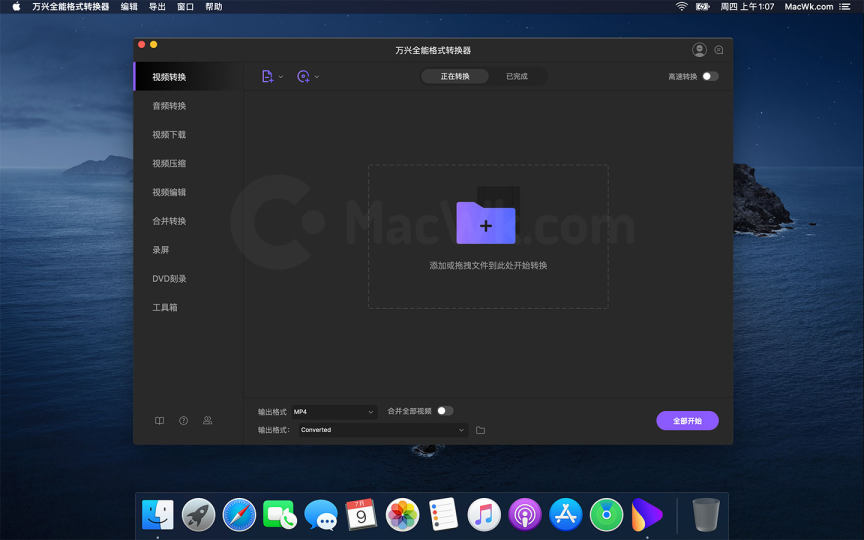 万兴全能格式转换器 编辑 导出 窗口 帮助 周四 上午1:07 MacWk.com
万兴全能格式转换器
视频转换
正在转换 已完成 高速转换
音频转换
视频下载
视频压缩
视频编辑
合并转换
录屏
DVD刻录
工具箱
MacWk.com
添加或拖拽文件到此处开始转换
输出格式 MP4 合并全部视频
输出格式: Converted
全部开始
7月
9